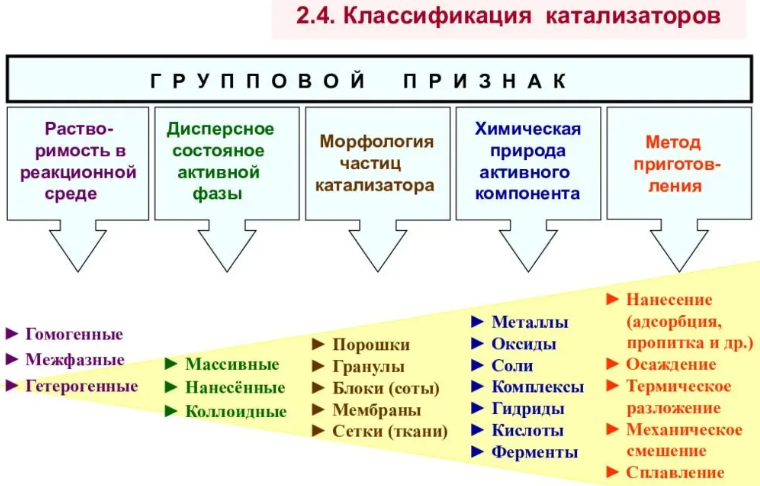 2.4. Классификация катализаторов
ГРУППОВОЙ ПРИЗНАК
Раство-
римость в
реакционной
среде
Дисперсное
состояное
активной
фазы
Морфология
частиц
катализатора
Химическая
природа
активного
компонента
Метод
приготов-
ления
► Гомогенные
► Межфазные
► Гетерогенные
► Массивные
► Нанесённые
► Коллоидные
► Порошки
► Гранулы
► Блоки (соты)
► Мембраны
► Сетки (ткани)
► Металлы
► Оксиды
► Соли
► Комплексы
► Гидриды
► Кислоты
► Ферменты
► Нанесение
(адсорбция,
пропитка и др.)
► Осаждение
► Термическое
разложение
► Механическое
смешение
► Сплавление